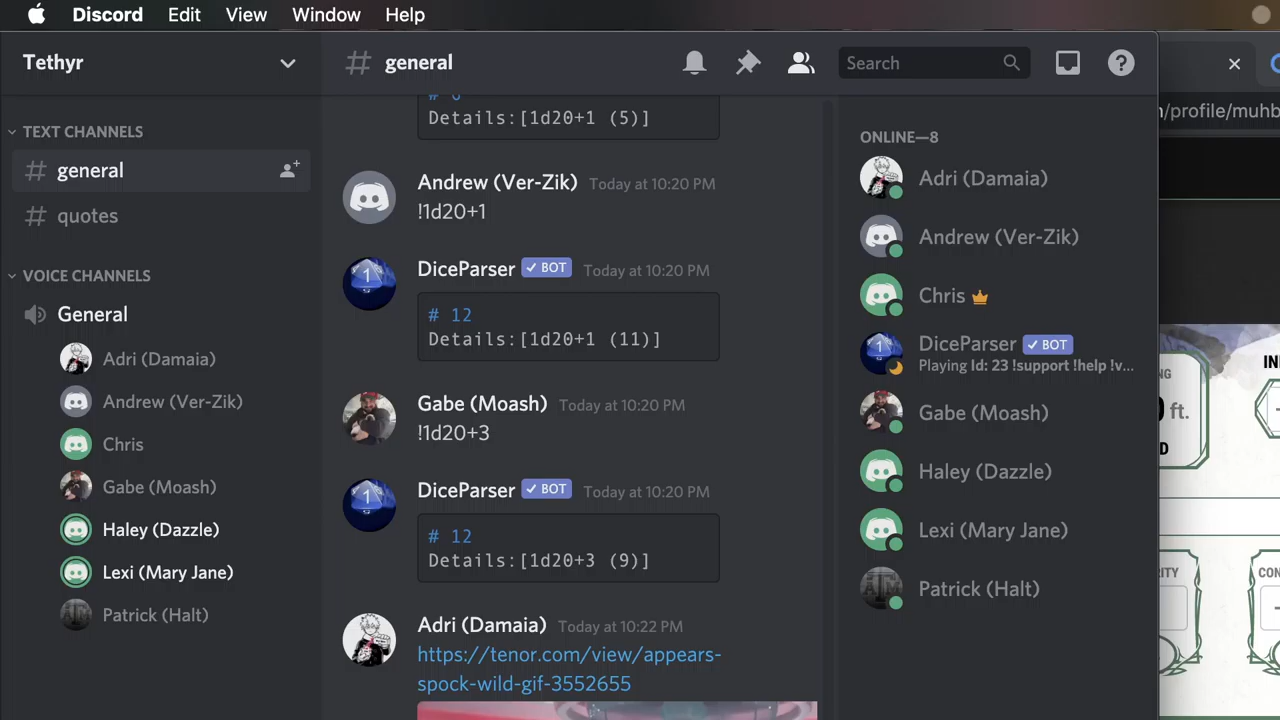 Discord Edit View Window Help
Tethyr
# general
Search
TEXT CHANNELS
# general
# quotes
VOICE CHANNELS
General
Adri (Damaia)
Andrew (Ver-Zik)
Chris
Gabe (Moash)
Haley (Dazzle)
Lexi (Mary Jane)
Patrick (Halt)
Details:[1d20+1 (5)]
Andrew (Ver-Zik) Today at 10:20 PM
!1d20+1
DiceParser ✓ BOT Today at 10:20 PM
# 12
Details:[1d20+1 (11)]
Gabe (Moash) Today at 10:20 PM
!1d20+3
DiceParser ✓ BOT Today at 10:20 PM
# 12
Details:[1d20+3 (9)]
Adri (Damaia) Today at 10:22 PM
https://tenor.com/view/appears-
spock-wild-gif-3552655
ONLINE—8
Adri (Damaia)
Andrew (Ver-Zik)
Chris
DiceParser ✓ BOT
Playing Id: 23 !support !help !v...
Gabe (Moash)
Haley (Dazzle)
Lexi (Mary Jane)
Patrick (Halt)
/profile/muhb
ft.